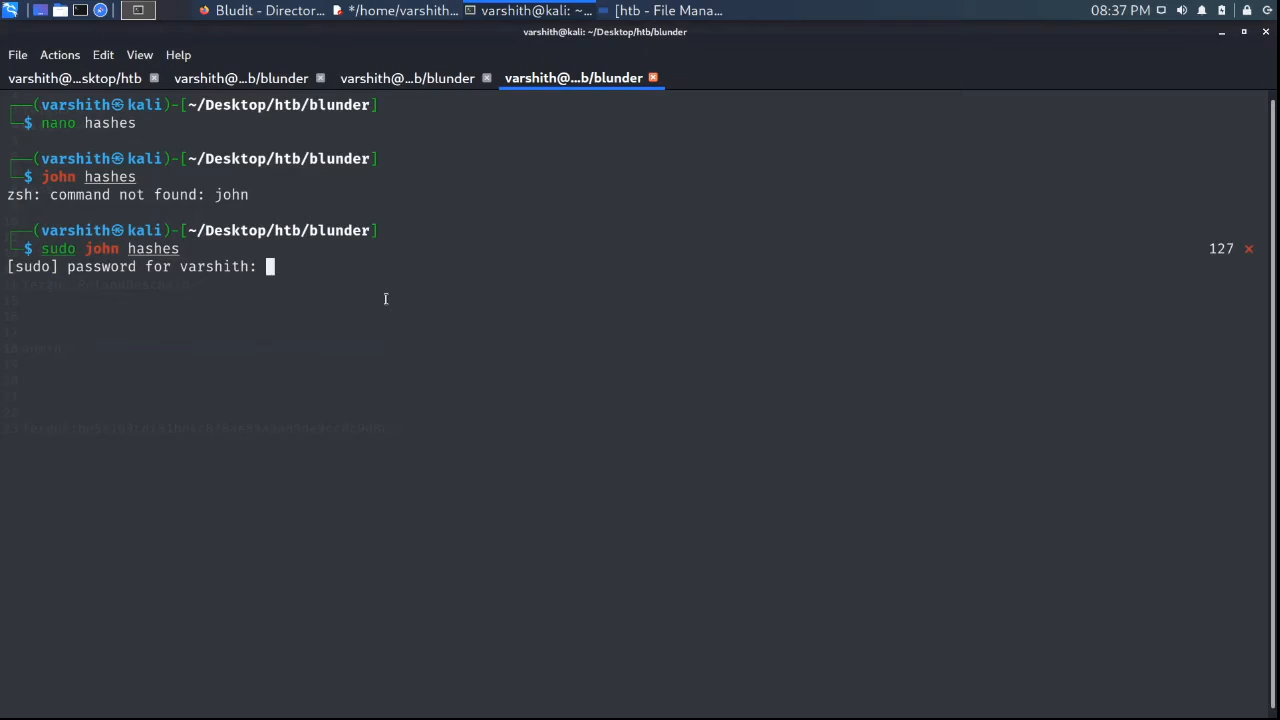 Bludit - Director... */home/varshith... varshith@kali: ~... [htb - File Mana... 08:37 PM
varshith@kali: ~/Desktop/htb/blunder
File Actions Edit View Help
varshith@...sktop/htb varshith@...b/blunder varshith@...b/blunder varshith@...b/blunder
┌──(varshith㉿kali)-[~/Desktop/htb/blunder]
└─$ nano hashes
┌──(varshith㉿kali)-[~/Desktop/htb/blunder]
└─$ john hashes
zsh: command not found: john
┌──(varshith㉿kali)-[~/Desktop/htb/blunder]
└─$ sudo john hashes 127 ⨯
[sudo] password for varshith: